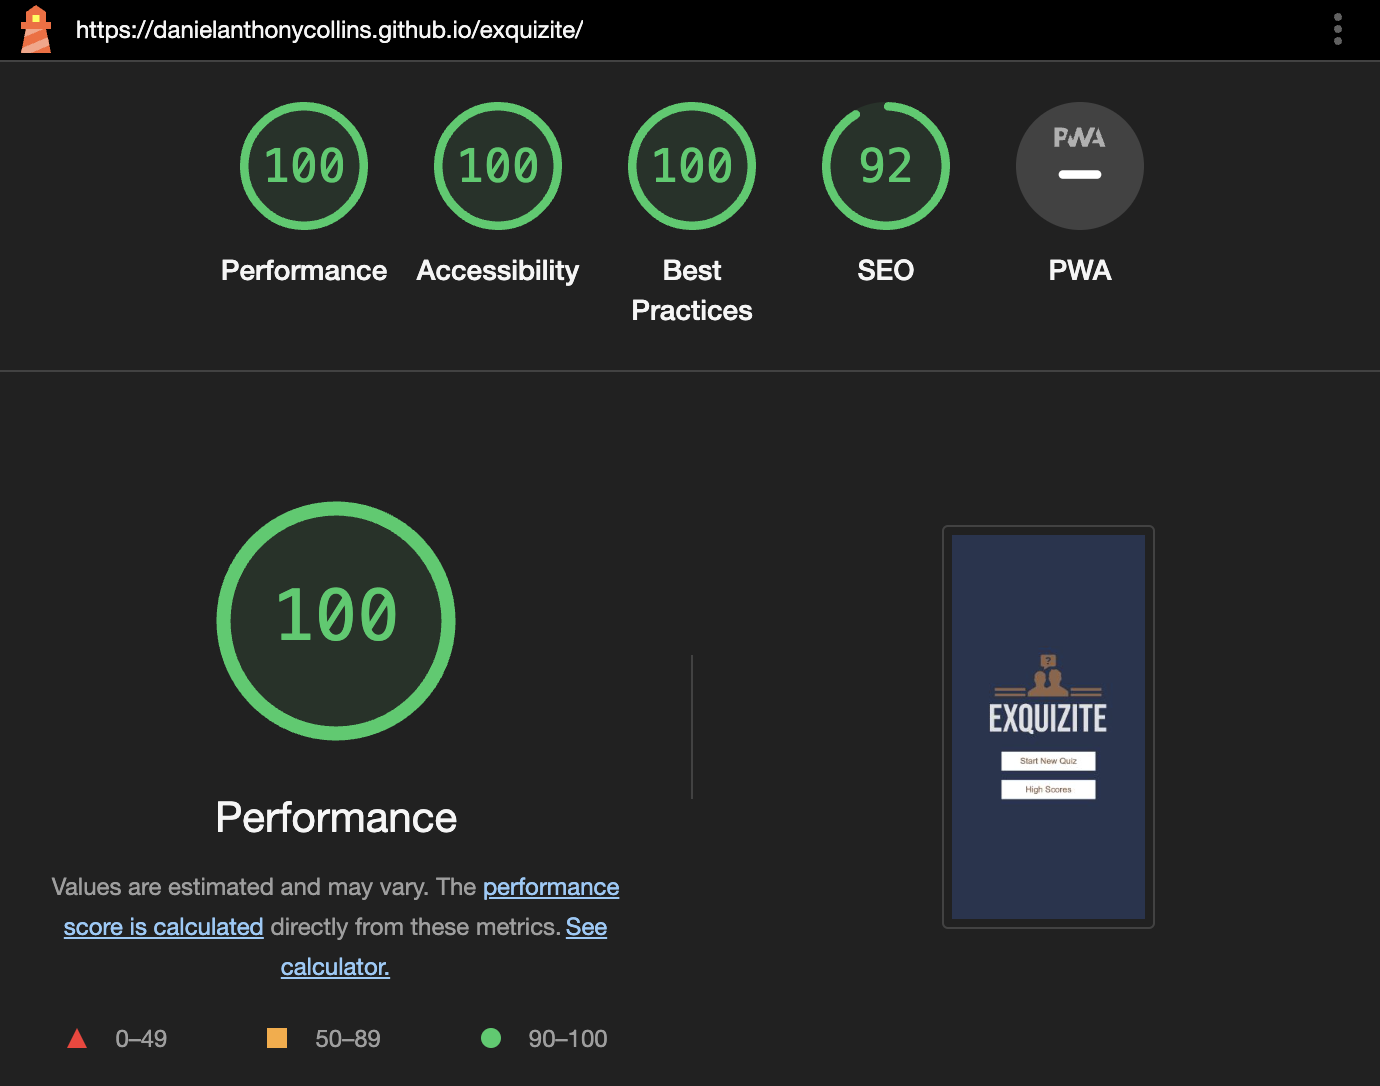 https://danielanthonycollins.github.io/exquizite/
100 100 100 92 PWA
Performance Accessibility Best Practices SEO PWA
100
Performance
Values are estimated and may vary. The performance
score is calculated directly from these metrics. See
calculator.
0–49 50–89 90–100
?
EXQUIZITE
Start New Quiz
High Scores